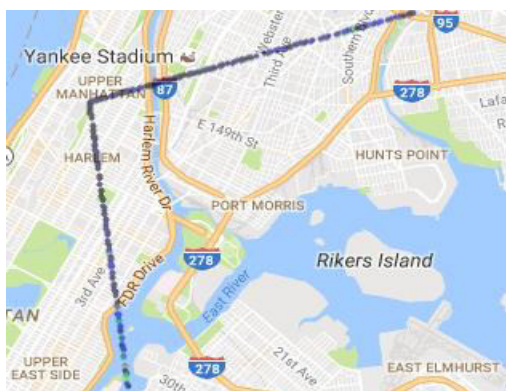 95
Webster
Third Ave
Southern Blv
Yankee Stadium
UPPER
MANHATTAN
87
278
Lafa
E 149th St
Harlem River Dr
HARLEM
HUNTS POINT
PORT MORRIS
278
Rikers Island
3rd Ave
FDR Drive
East River
TAN
21st Ave
UPPER
EAST SIDE
278
30th
EAST ELMHURST